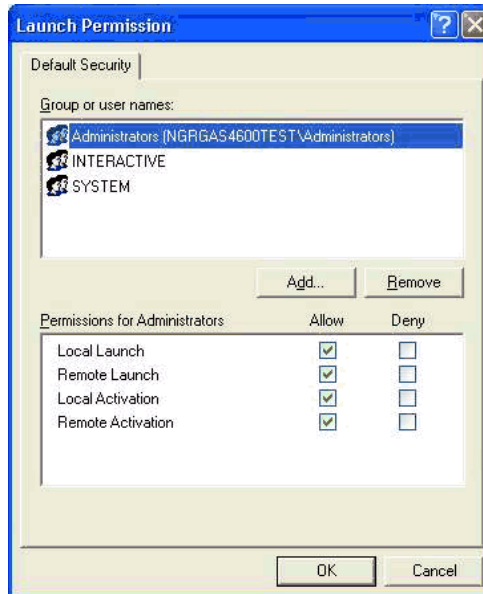 Launch Permission
Default Security
Group or user names:
Administrators (NGRGAS4600TEST\Administrators)
INTERACTIVE
SYSTEM
Add... Remove
Permissions for Administrators Allow Deny
Local Launch
Remote Launch
Local Activation
Remote Activation
OK Cancel